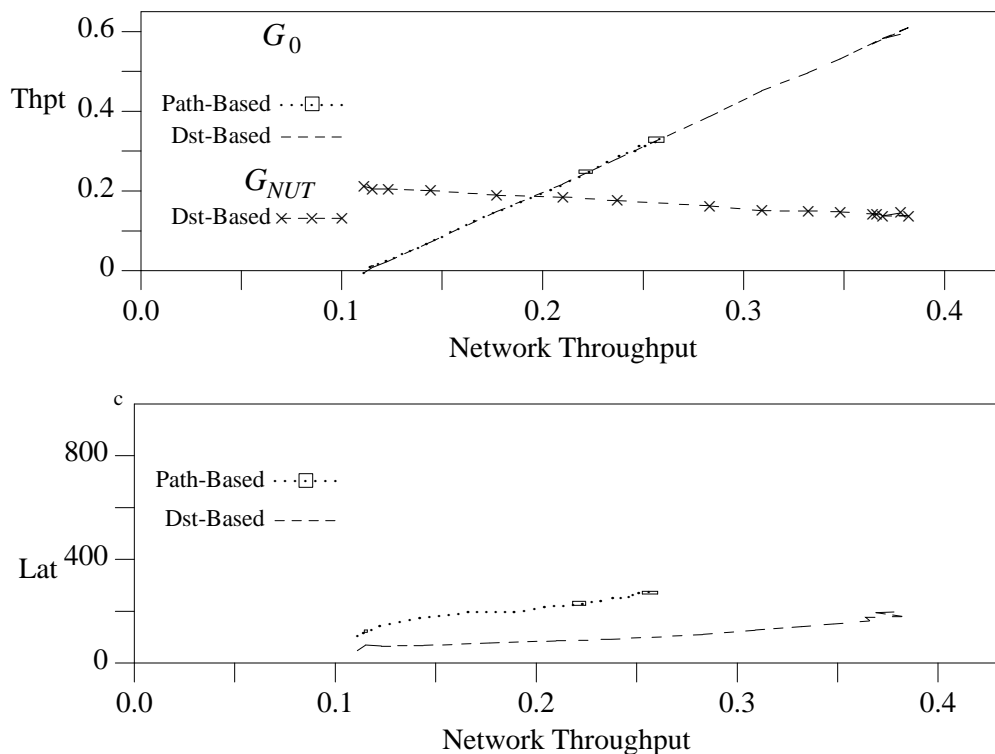 0.6
G0
Thpt
0.4
Path-Based
Dst-Based
0.2
GNUT
Dst-Based
0
0.0 0.1 0.2 0.3 0.4
Network Throughput
c
800
Path-Based
Dst-Based
400
Lat
0
0.0 0.1 0.2 0.3 0.4
Network Throughput